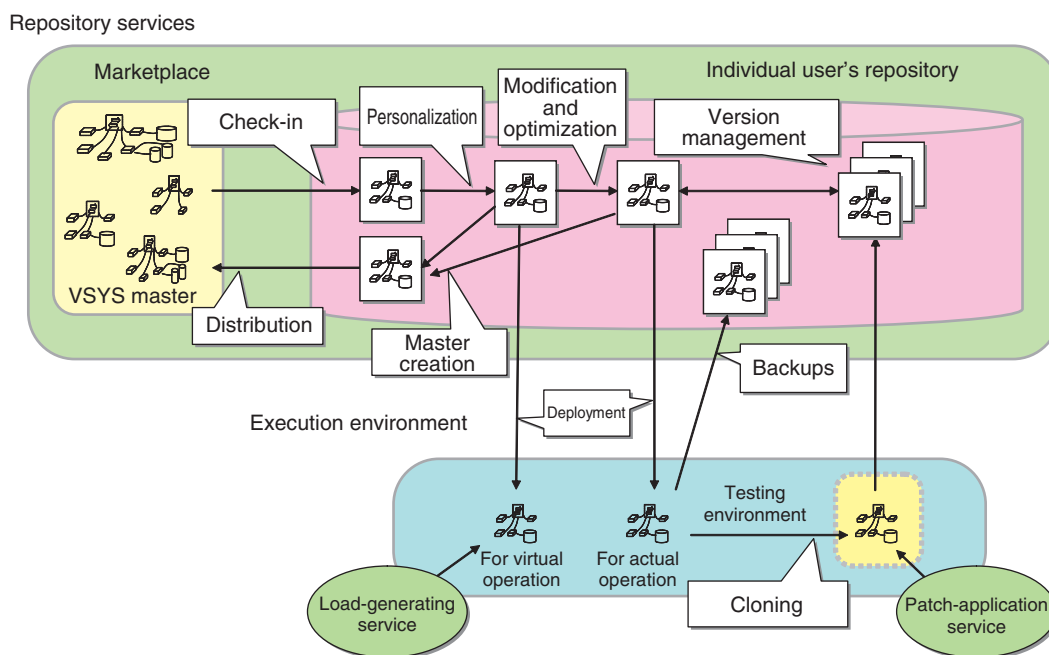 Repository services
Marketplace
Individual user's repository
Check-in
Personalization
Modification
and
optimization
Version
management
VSYS master
Distribution
Master
creation
Backups
Deployment
Execution environment
Testing
environment
For virtual
operation
For actual
operation
Cloning
Load-generating
service
Patch-application
service